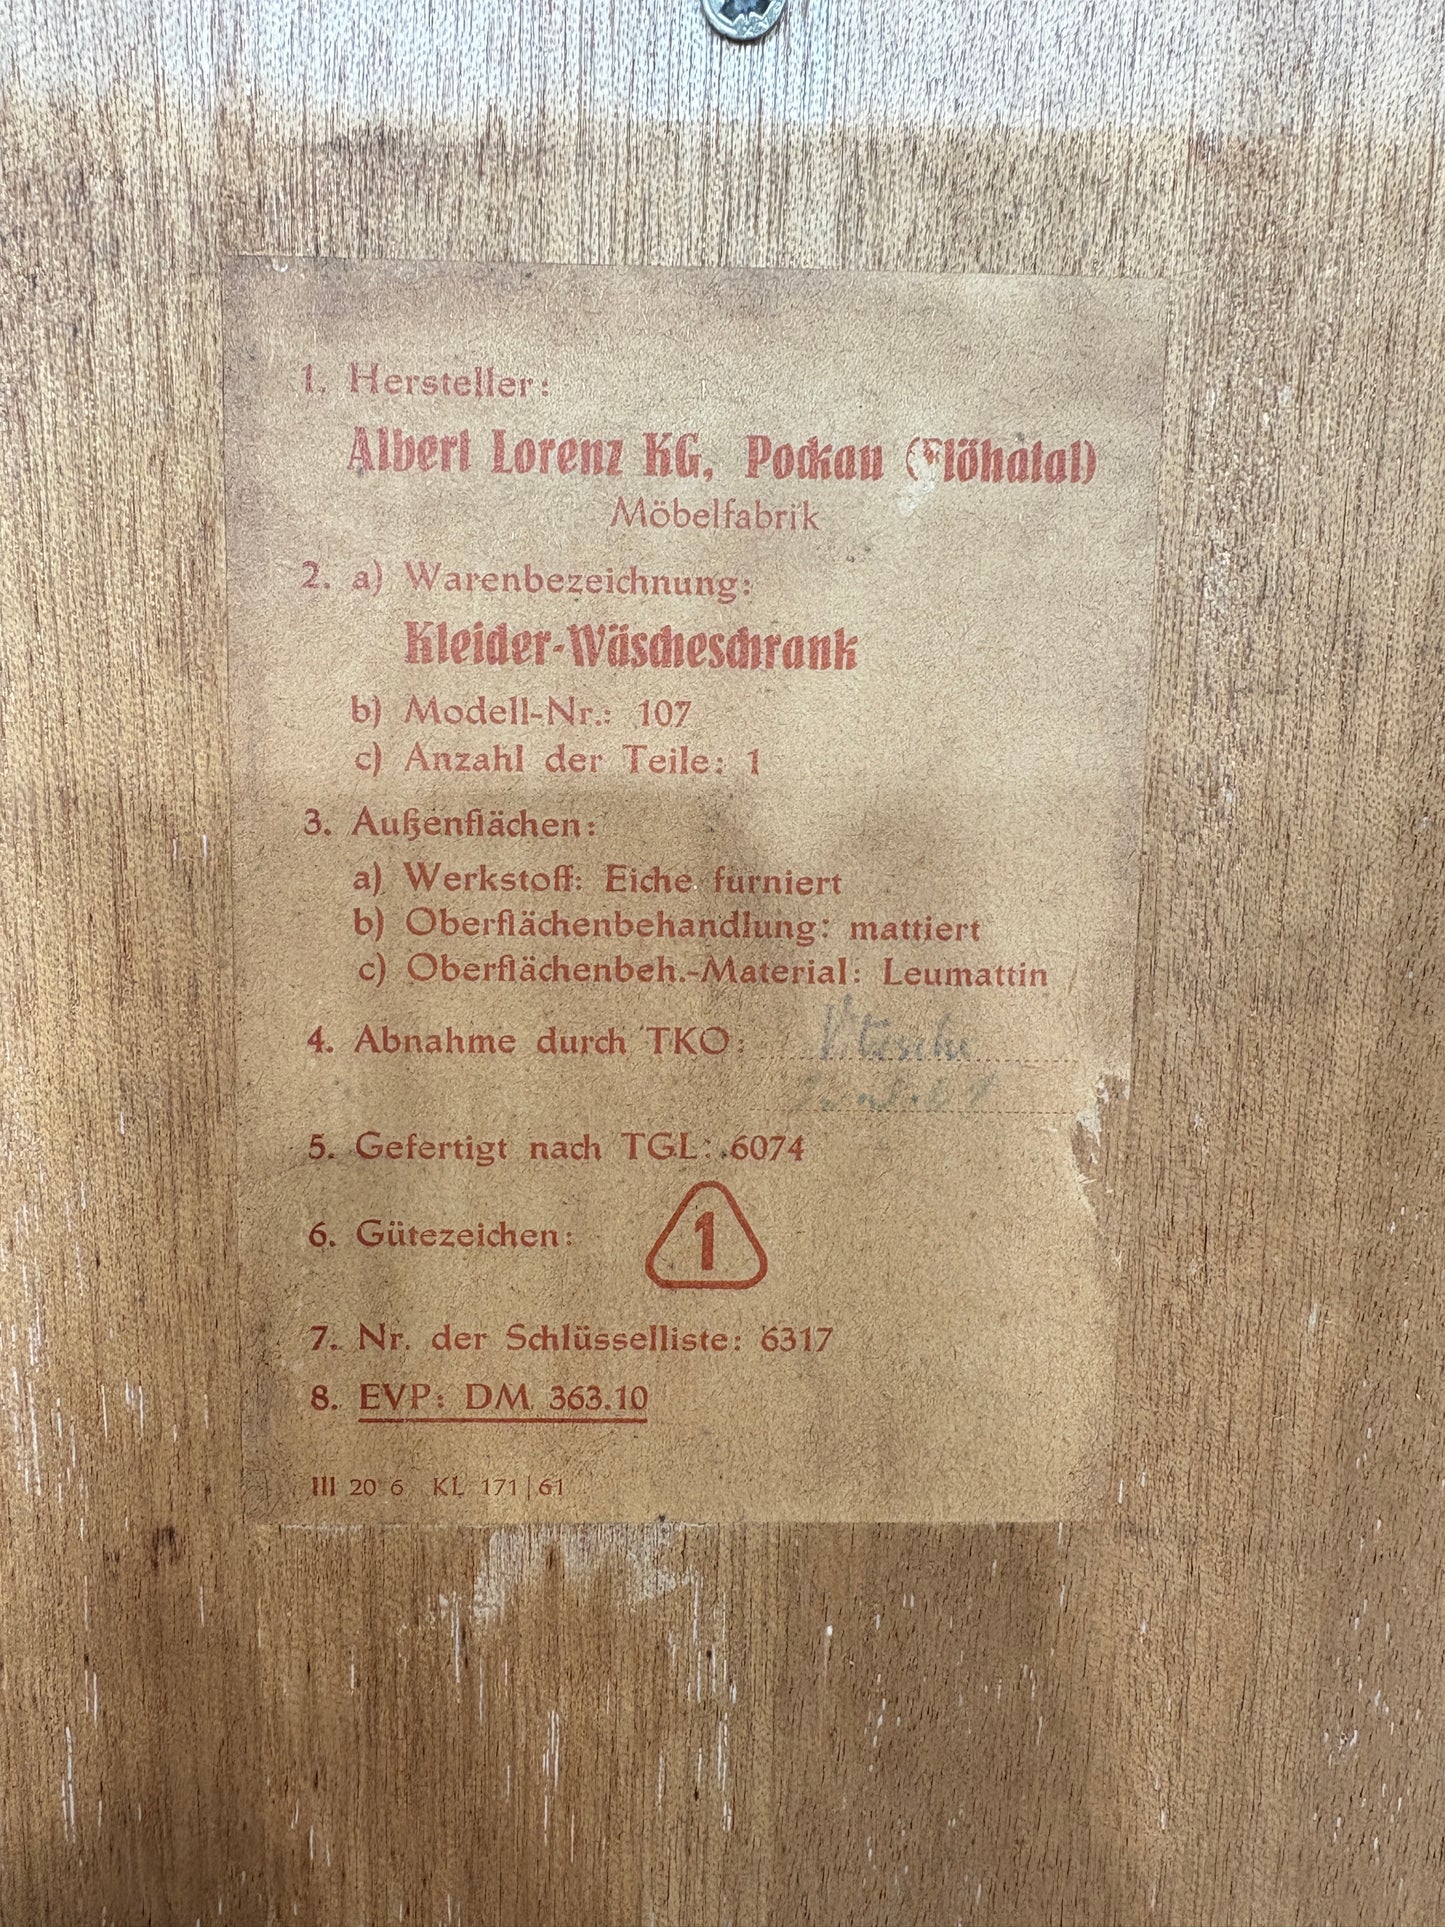 1. Hersteller:
Albert Lorenz KG, Pockau (Flöhatal)
Möbelfabrik
2. a) Warenbezeichnung:
Kleider-Wäscheschrank
b) Modell-Nr.: 107
c) Anzahl der Teile: 1
3. Außenflächen:
a) Werkstoff: Eiche furniert
b) Oberflächenbehandlung: mattiert
c) Oberflächenbeh.-Material: Leumattin
4. Abnahme durch TKO:
5. Gefertigt nach TGL: 6074
6. Gütezeichen: 1
7. Nr. der Schlüsselliste: 6317
8. EVP: DM 363.10
III 20 6 KL 171|61